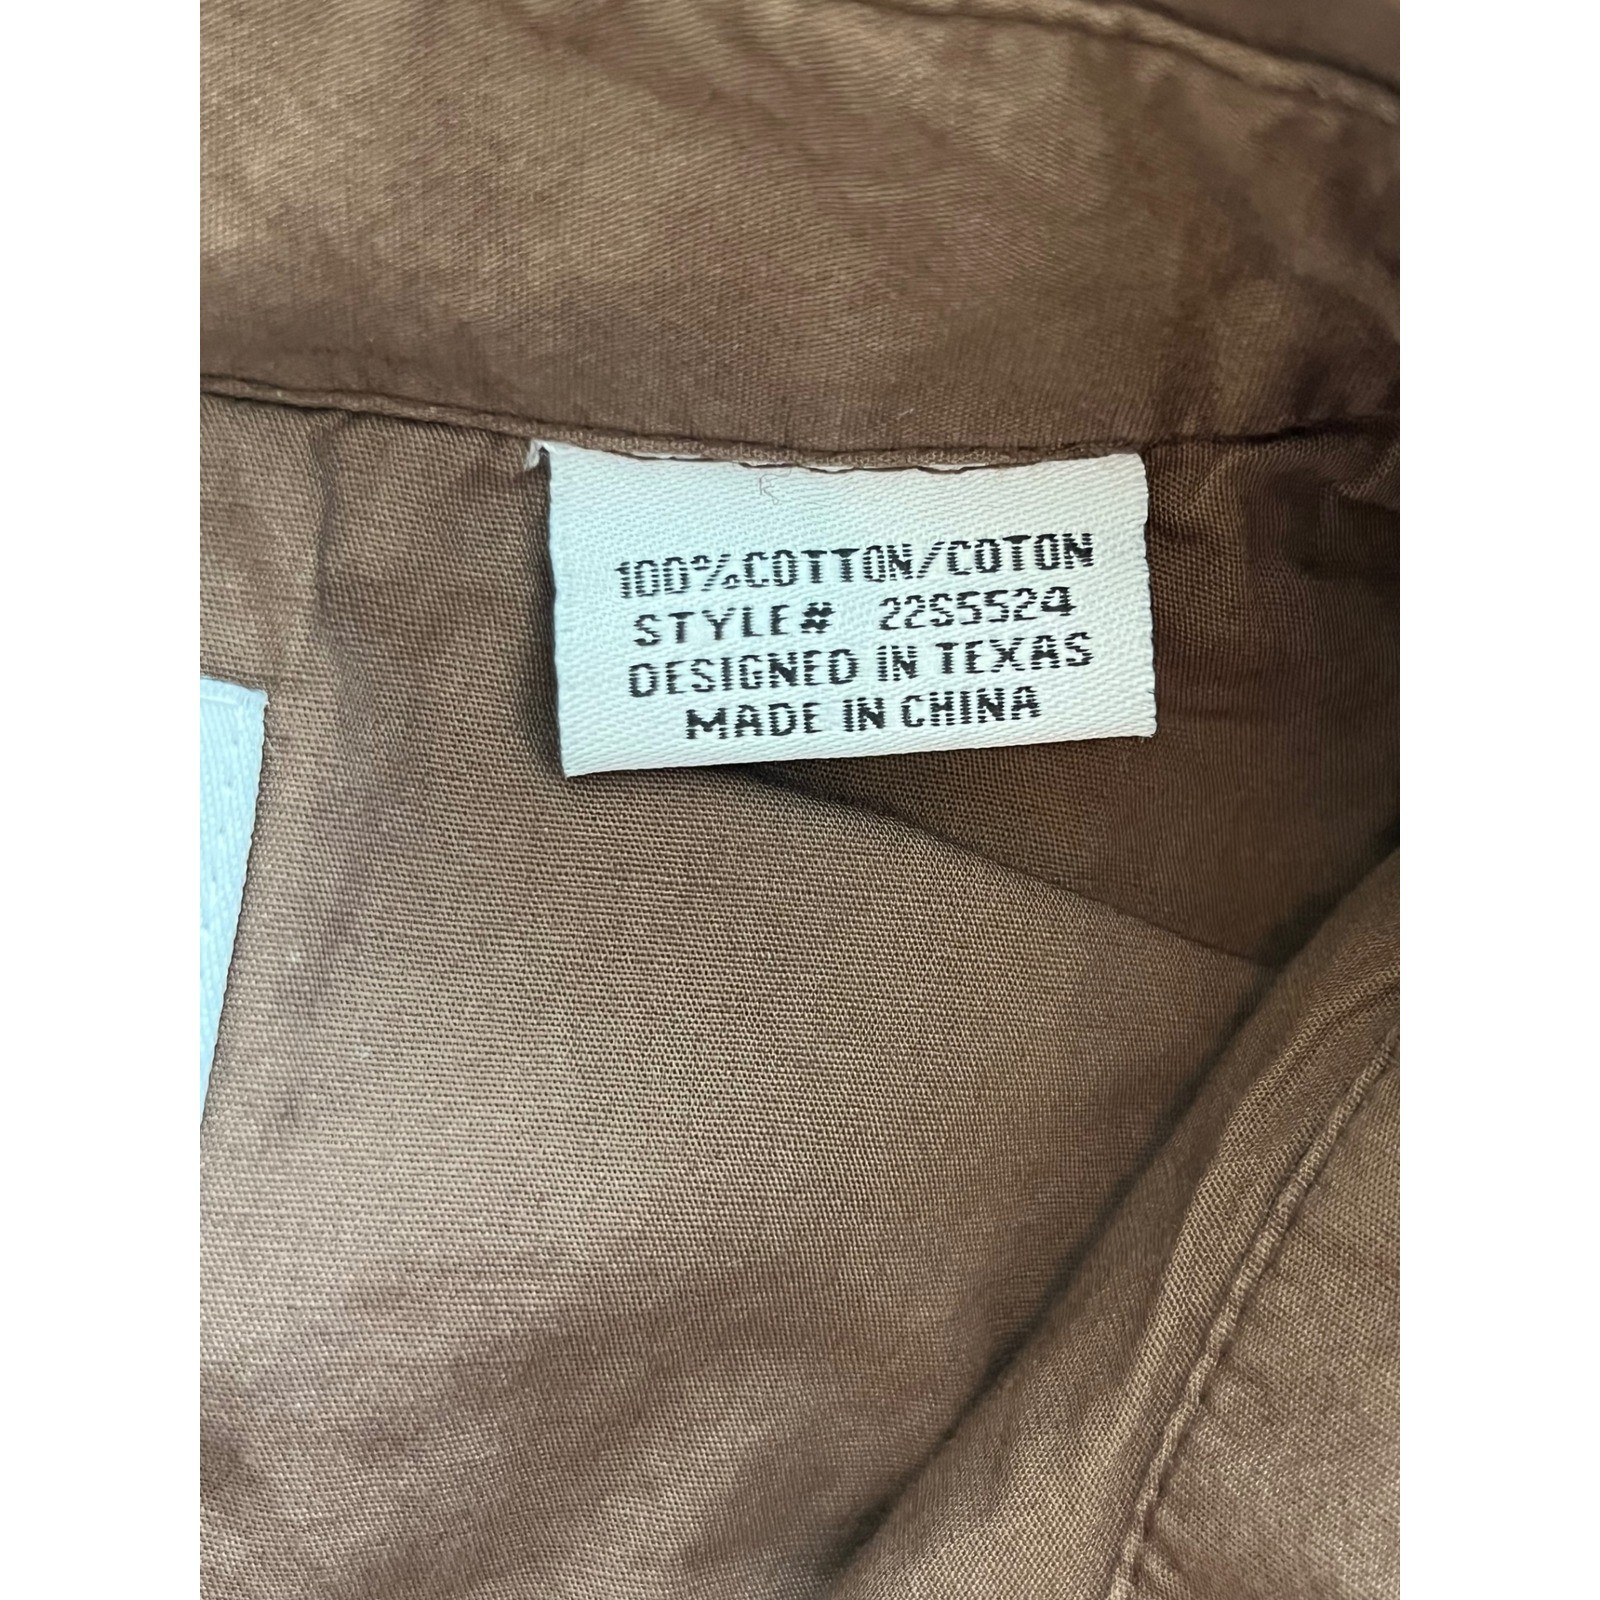 100%COTTON/COTON
STYLE# 22S5524
DESIGNED IN TEXAS
MADE IN CHINA